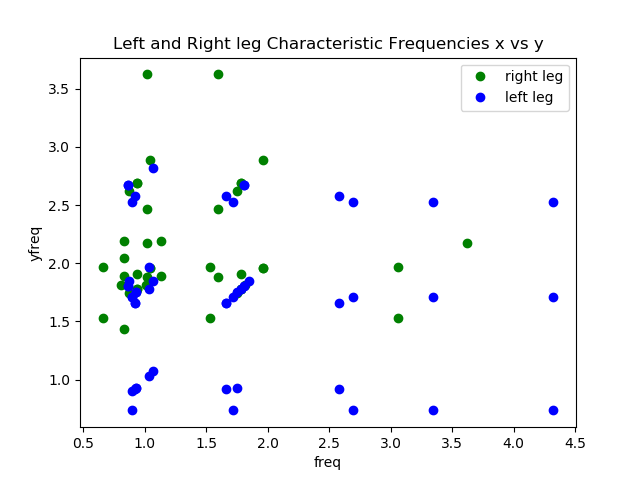 Left and Right leg Characteristic Frequencies x vs y
right leg
left leg
yfreq
3.5
3.0
2.5
2.0
1.5
1.0
0.5 1.0 1.5 2.0 2.5 3.0 3.5 4.0 4.5
freq